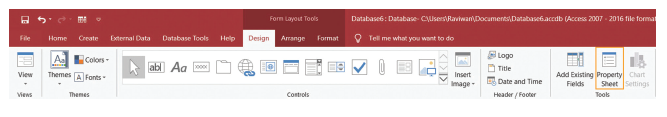 Form Layout Tools
Database6 : Database- C:\Users\Raviwan\Documents\Database6.accdb (Access 2007 - 2016 file format
File Home Create External Data Database Tools Help Design Arrange Format Tell me what you want to do
View
Views
Themes
Colors
A Fonts
Themes
ab
Aa
xxxx
Controls
Insert
Image
Logo
Title
Date and Time
Header / Footer
Add Existing
Fields
Property
Sheet
Chart
Settings
Tools